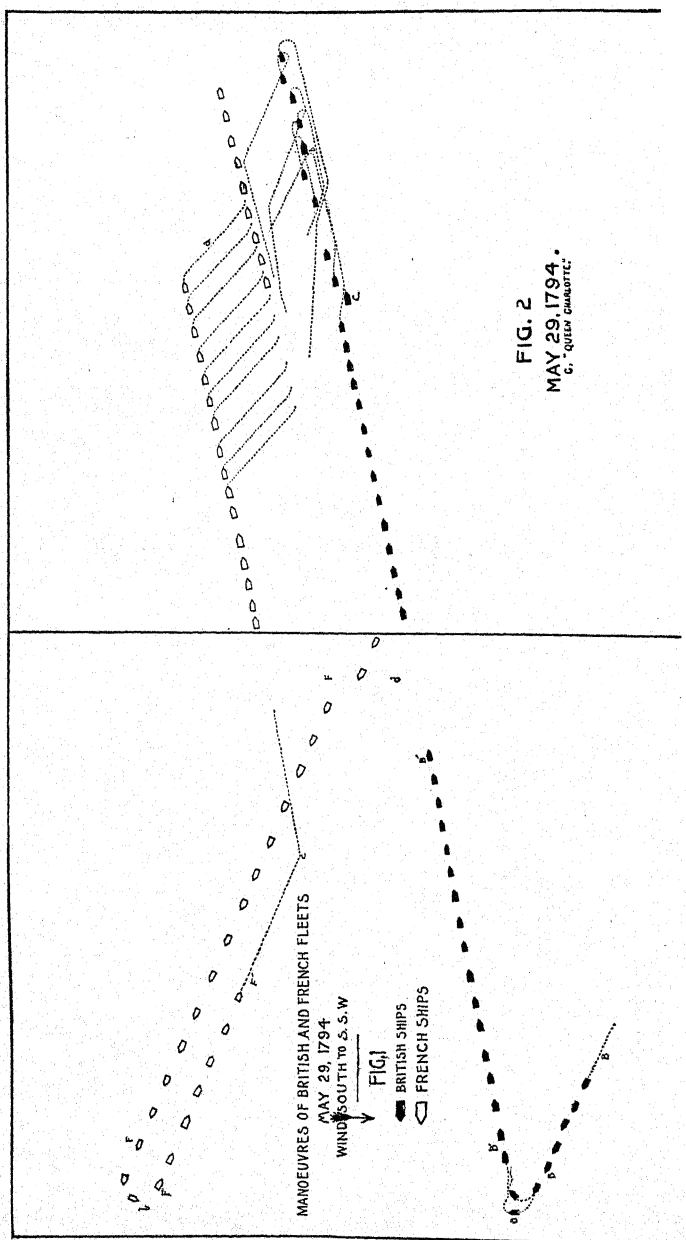 d
C
FIG. 2
MAY 29, 1794.
C, "QUEEN CHARLOTTE."
F
d
B'
C
F'
MANOEUVRES OF BRITISH AND FRENCH FLEETS
MAY 29, 1794
WIND SOUTH TO S. S. W
FIG,1
BRITISH SHIPS
FRENCH SHIPS
F
F'
b
B'
B
B
a